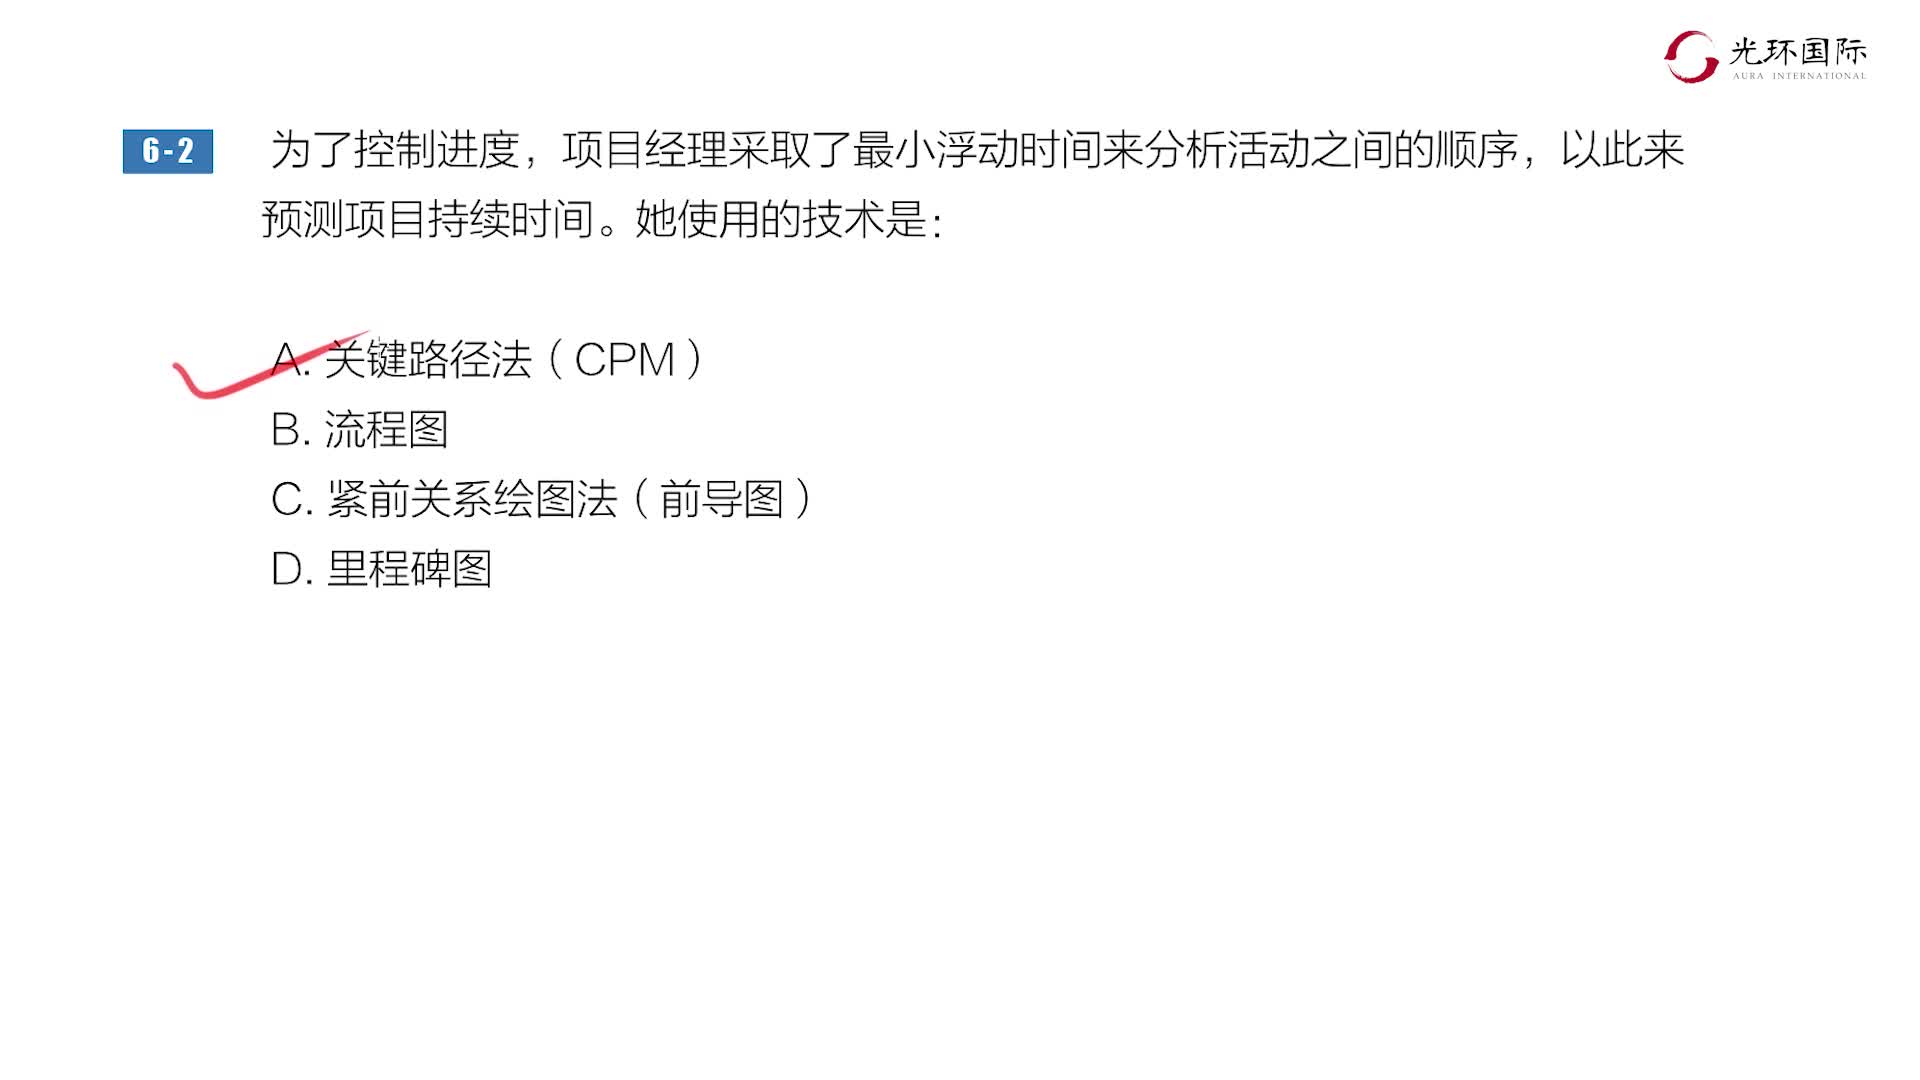 光环国际
AURA INTERNATIONAL
6-2 为了控制进度，项目经理采取了最小浮动时间来分析活动之间的顺序，以此来
预测项目持续时间。她使用的技术是：
A. 关键路径法（CPM）
B. 流程图
C. 紧前关系绘图法（前导图）
D. 里程碑图